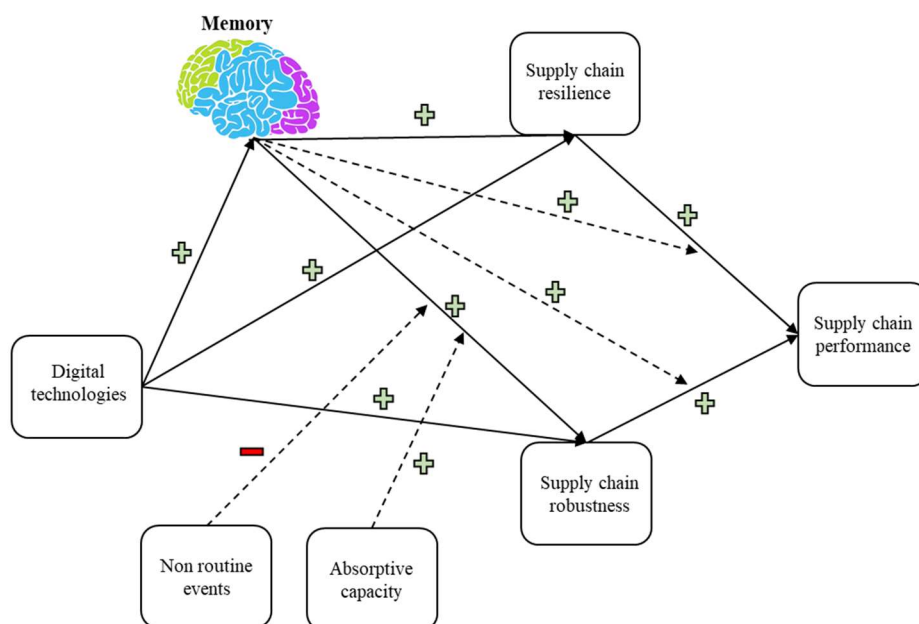 Memory
Supply chain
resilience
Supply chain
performance
Digital
technologies
Supply chain
robustness
Non routine
events
Absorptive
capacity